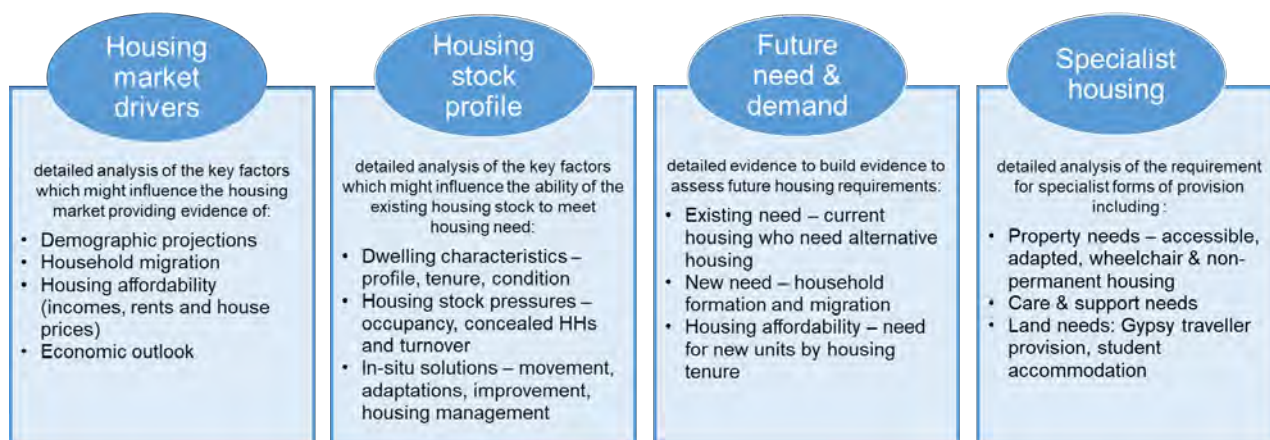 Housing
market
drivers
detailed analysis of the key factors
which might influence the housing
market providing evidence of:
• Demographic projections
• Household migration
• Housing affordability
(incomes, rents and house
prices)
• Economic outlook
Housing
stock
profile
detailed analysis of the key factors
which might influence the ability of the
existing housing stock to meet
housing need:
• Dwelling characteristics –
profile, tenure, condition
• Housing stock pressures –
occupancy, concealed HHs
and turnover
• In-situ solutions – movement,
adaptations, improvement,
housing management
Future
need &
demand
detailed evidence to build evidence to
assess future housing requirements:
• Existing need – current
housing who need alternative
housing
• New need – household
formation and migration
• Housing affordability – need
for new units by housing
tenure
Specialist
housing
detailed analysis of the requirement
for specialist forms of provision
including :
• Property needs – accessible,
adapted, wheelchair & non-
permanent housing
• Care & support needs
• Land needs: Gypsy traveller
provision, student
accommodation